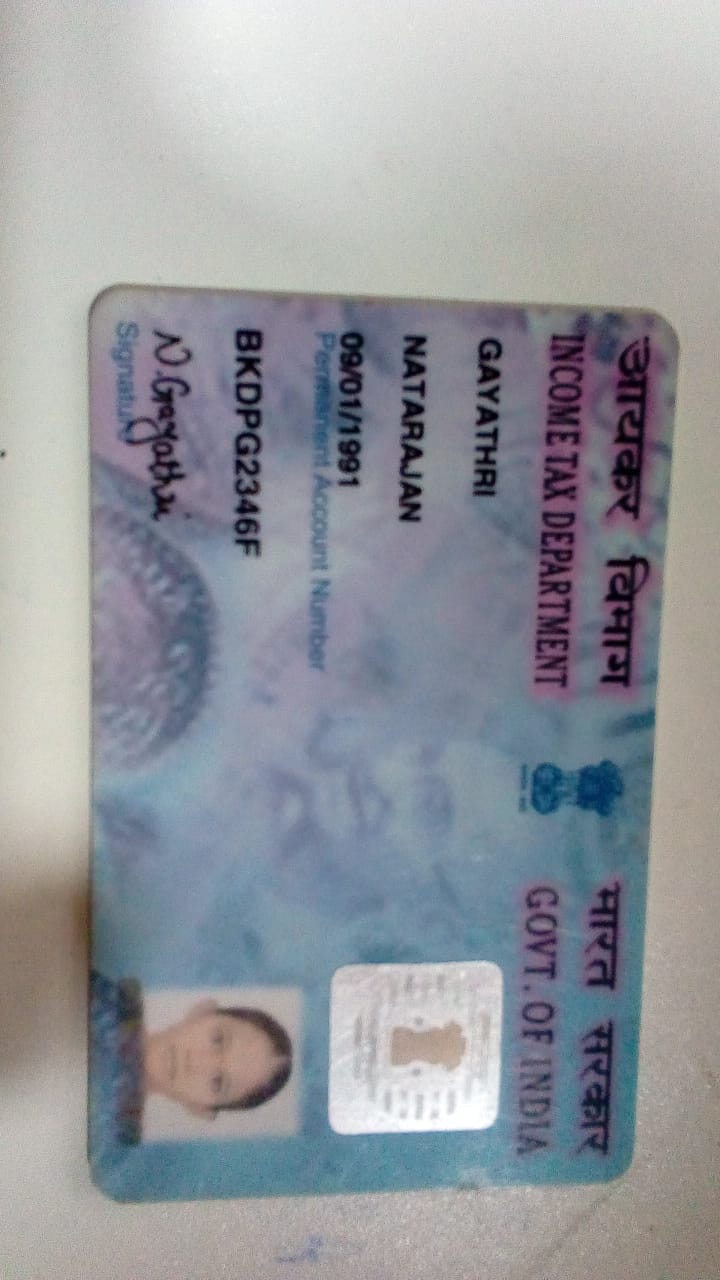 आयकर विभाग
INCOME TAX DEPARTMENT
भारत सरकार
GOVT. OF INDIA
GAYATHRI
NATARAJAN
09/01/1991
Permanent Account Number
BKDPG2346F
N. Gayathri
Signature